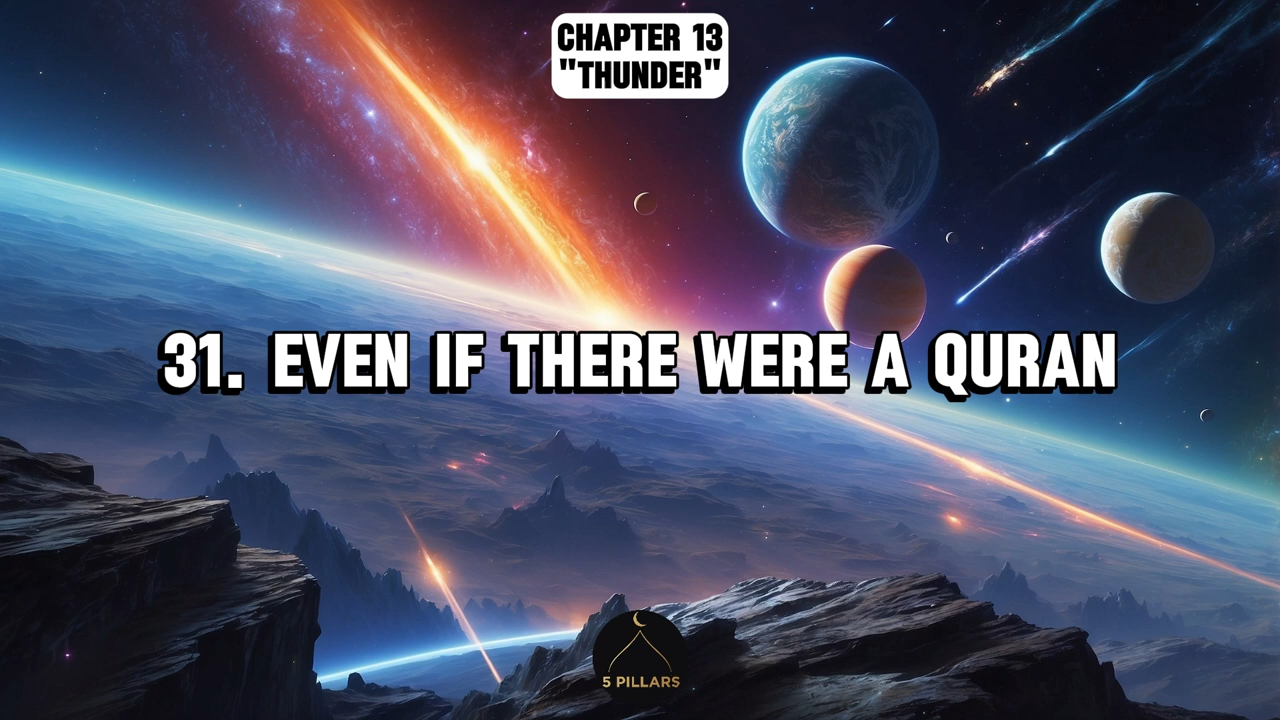 CHAPTER 13
"THUNDER"
31. EVEN IF THERE WERE A QURAN
5 PILLARS